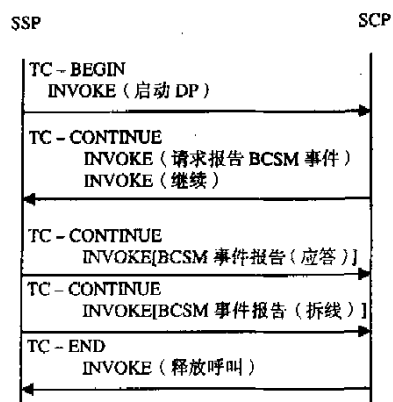 SSP
SCP
TC-BEGIN
INVOKE（启动 DP）
TC-CONTINUE
INVOKE（请求报告 BCSM 事件）
INVOKE（继续）
TC-CONTINUE
INVOKE[BCSM 事件报告（应答）]
TC-CONTINUE
INVOKE[BCSM 事件报告（拆线）]
TC-END
INVOKE（释放呼叫）